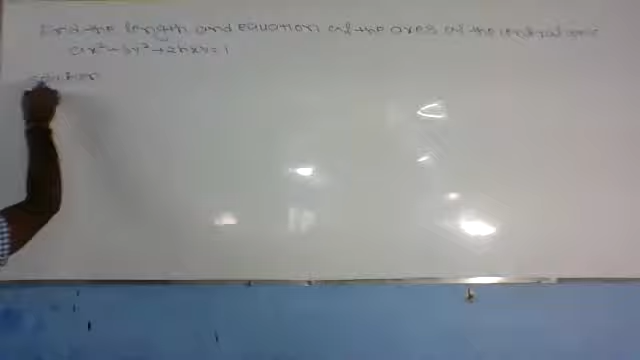 Find the length and equation of the axes of the central conic
ax²+by²+2hxy=1
solution